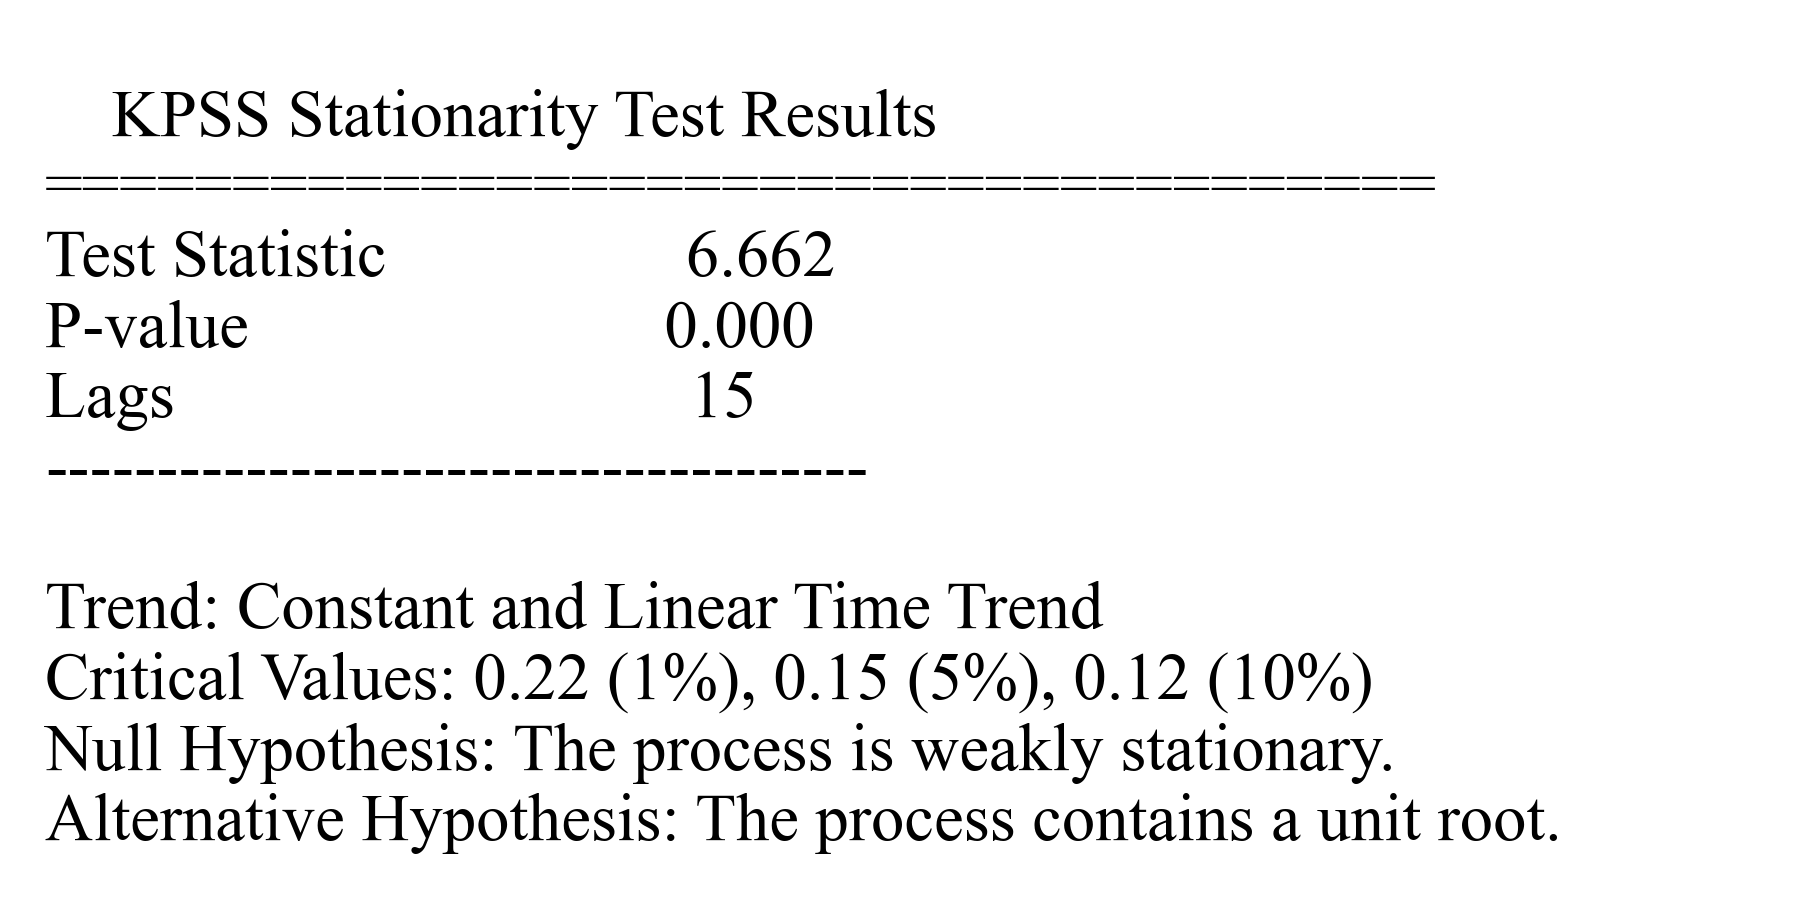 KPSS Stationarity Test Results
=====================================
Test Statistic 6.662
P-value 0.000
Lags 15
-------------------------------------
Trend: Constant and Linear Time Trend
Critical Values: 0.22 (1%), 0.15 (5%), 0.12 (10%)
Null Hypothesis: The process is weakly stationary.
Alternative Hypothesis: The process contains a unit root.